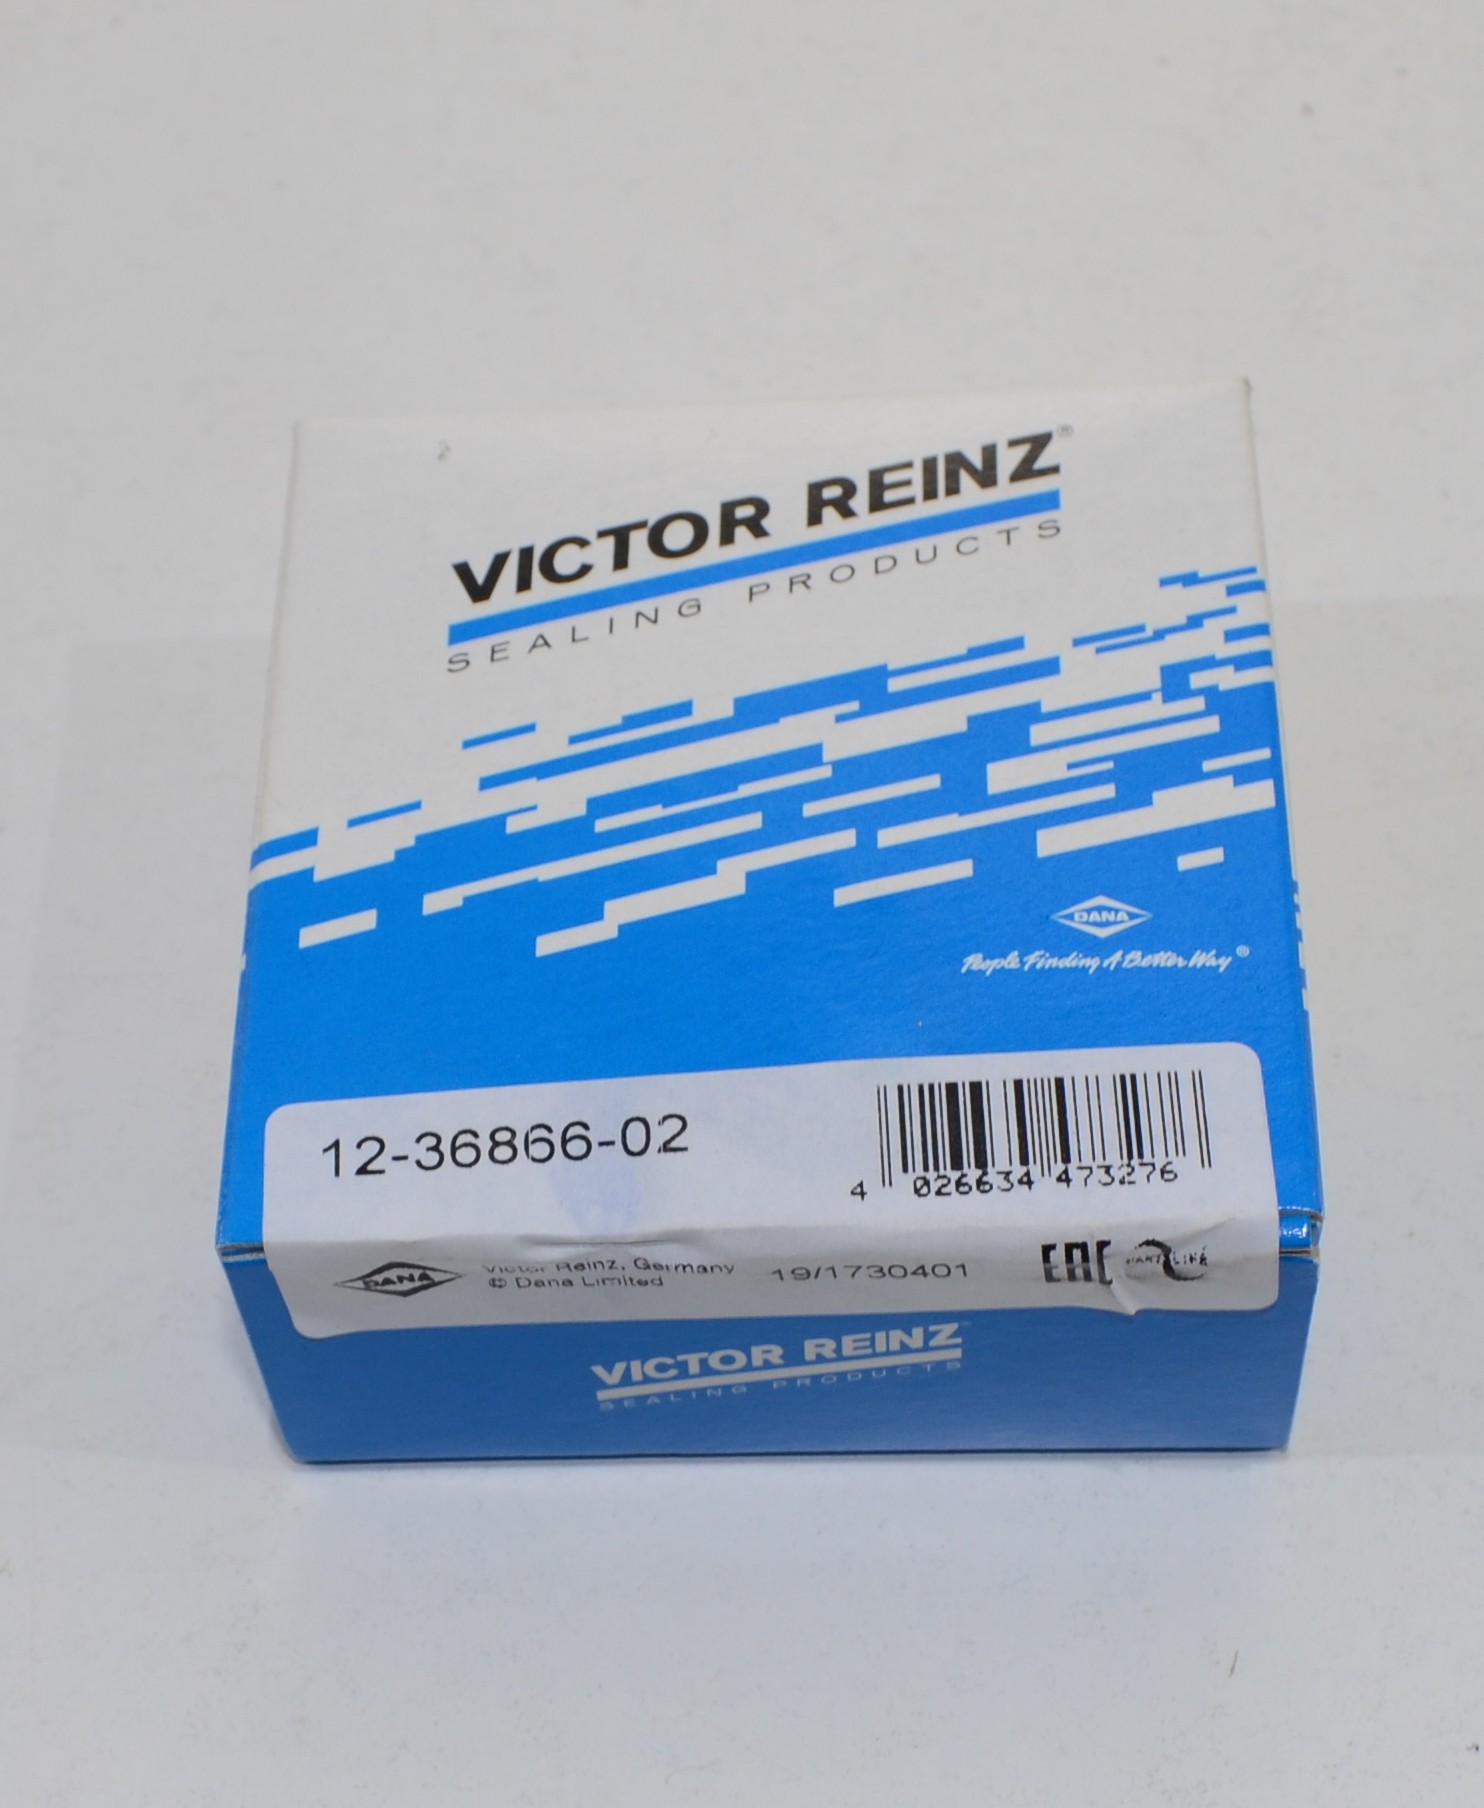 VICTOR REINZ®
SEALING PRODUCTS
DANA
People Finding A Better Way®
12-36866-02
4 026634 473276
DANA
Victor Reinz, Germany
© Dana Limited
19/1730401
EAC
VICTOR REINZ
SEALING PRODUCTS